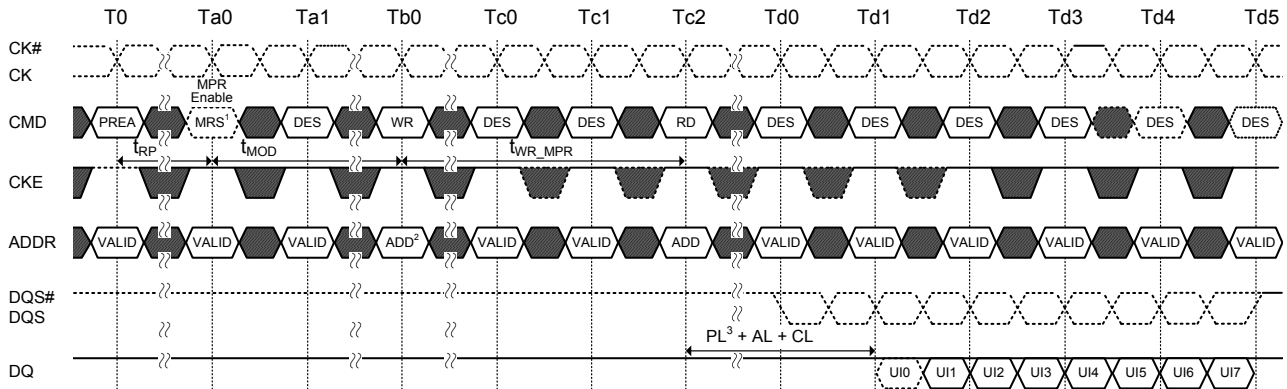 T0 Ta0 Ta1 Tb0 Tc0 Tc1 Tc2 Td0 Td1 Td2 Td3 Td4 Td5
CK#
CK
MPR
Enable
CMD PREA MRS¹ DES WR DES DES RD DES DES DES DES DES DES
tRP tMOD tWR_MPR
CKE
ADDR VALID VALID VALID ADD² VALID VALID ADD VALID VALID VALID VALID VALID VALID
DQS#
DQS
PL³ + AL + CL
DQ UI0 UI1 UI2 UI3 UI4 UI5 UI6 UI7